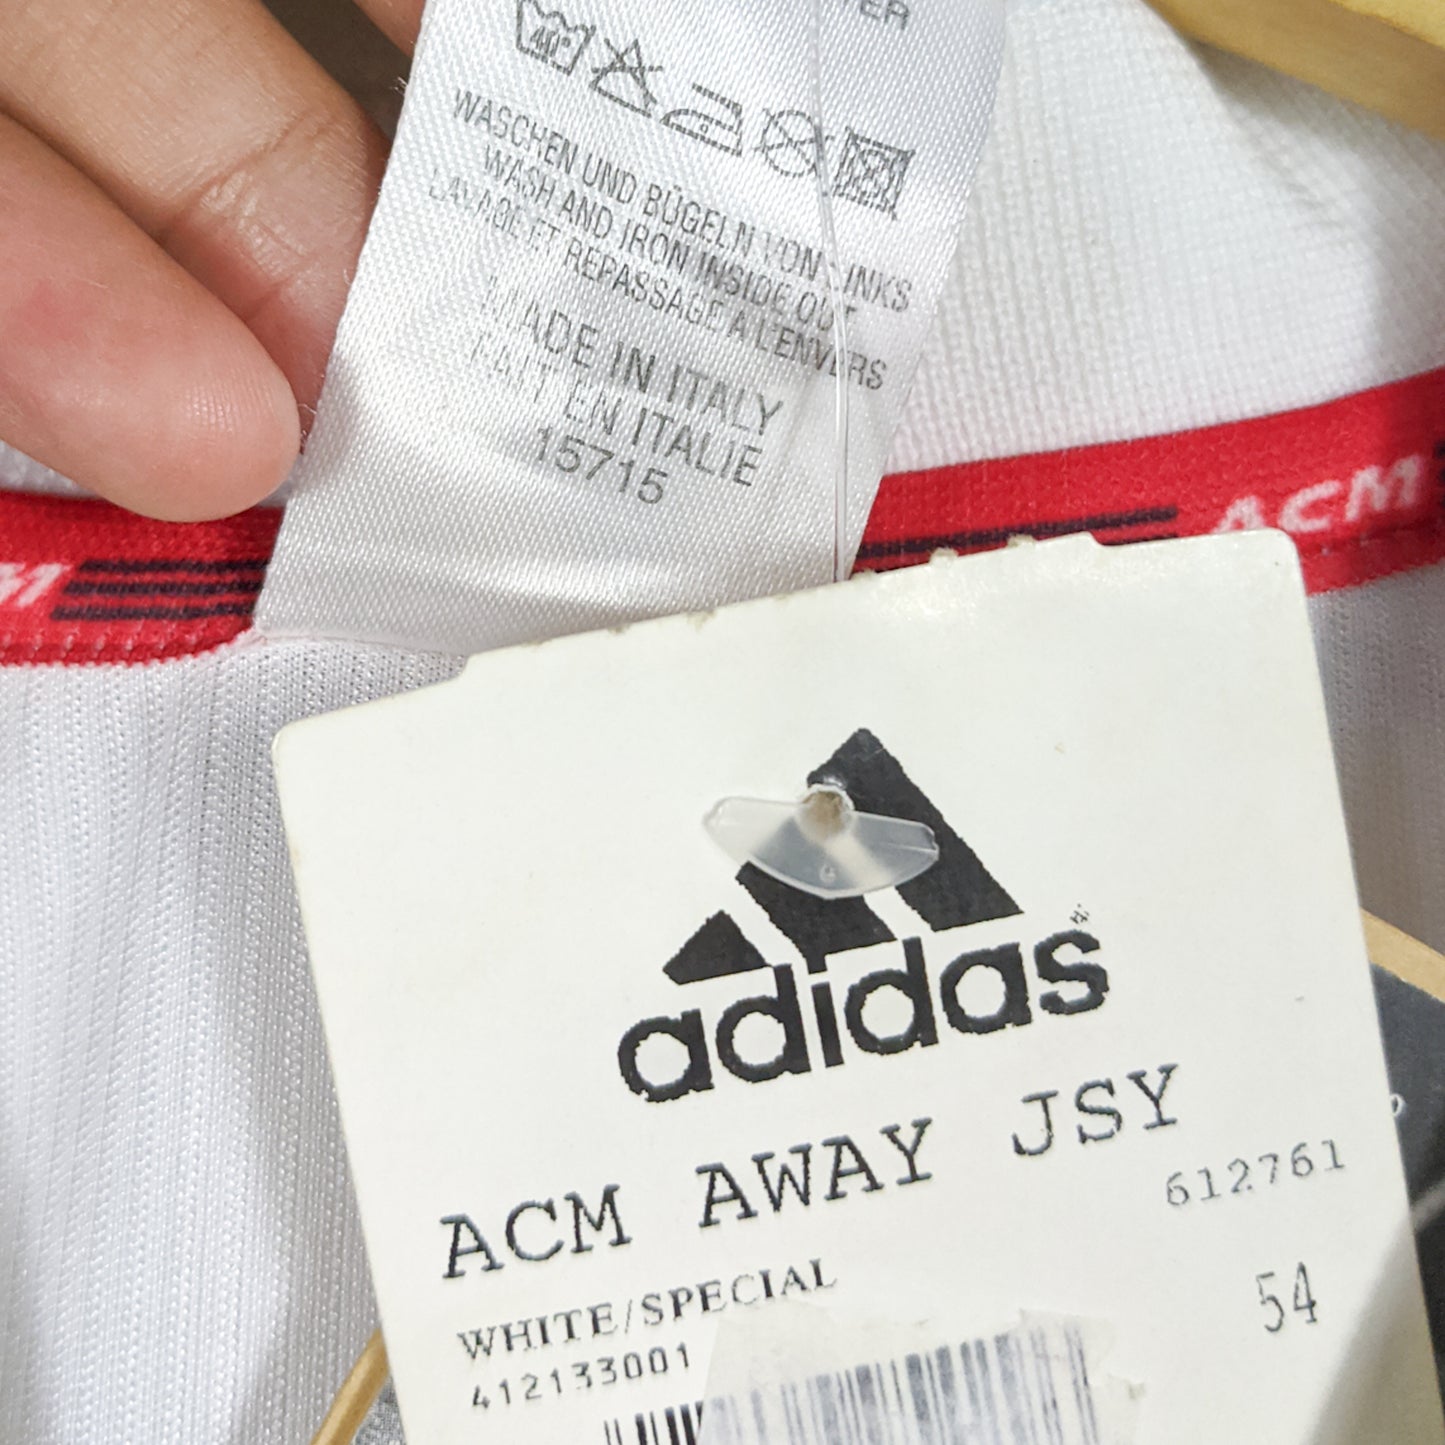 40°
WASCHEN UND BÜGELN VON LINKS
WASH AND IRON INSIDE OUT
LAVAGE ET REPASSAGE A L'ENVERS
MADE IN ITALY
FAIT EN ITALIE
15715
ACM
adidas®
ACM AWAY JSY
612761
WHITE/SPECIAL
54
412133001